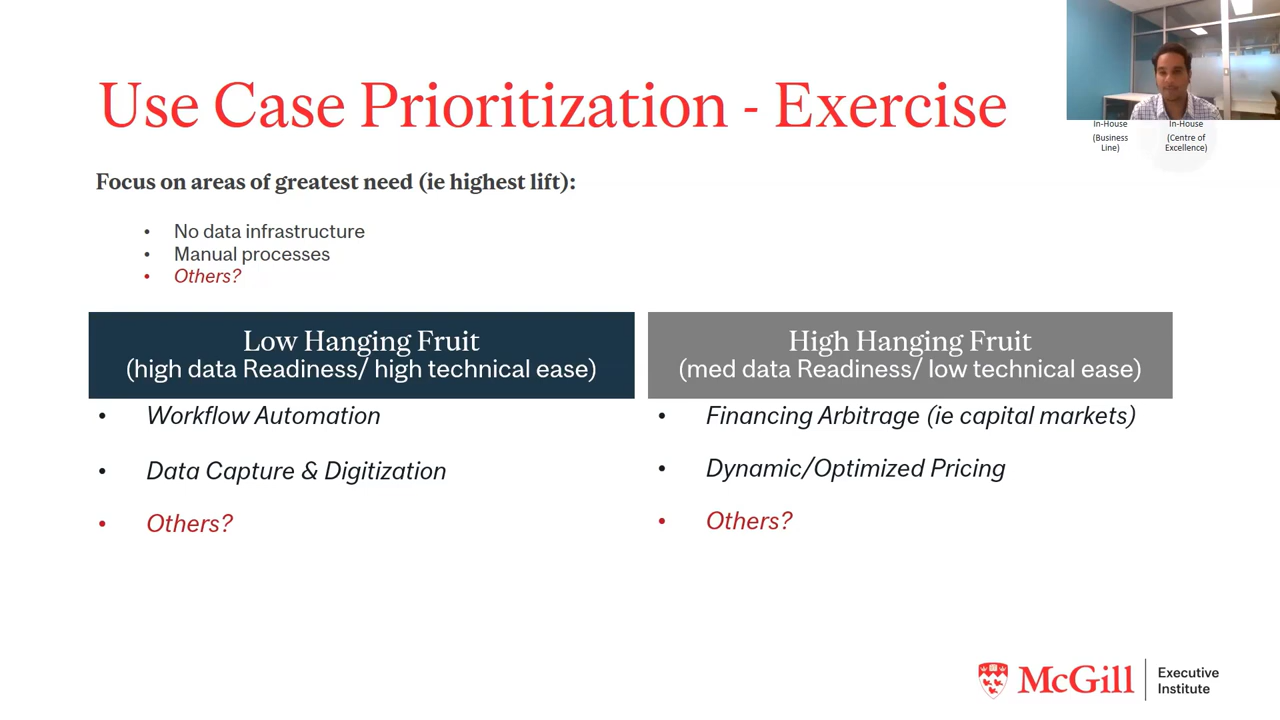 Use Case Prioritization - Exercise
In-House
(Business
Line)
In-House
(Centre of
Excellence)
Focus on areas of greatest need (ie highest lift):
• No data infrastructure
• Manual processes
• Others?
Low Hanging Fruit
(high data Readiness/ high technical ease)
• Workflow Automation
• Data Capture & Digitization
• Others?
High Hanging Fruit
(med data Readiness/ low technical ease)
• Financing Arbitrage (ie capital markets)
• Dynamic/Optimized Pricing
• Others?
McGill
Executive
Institute